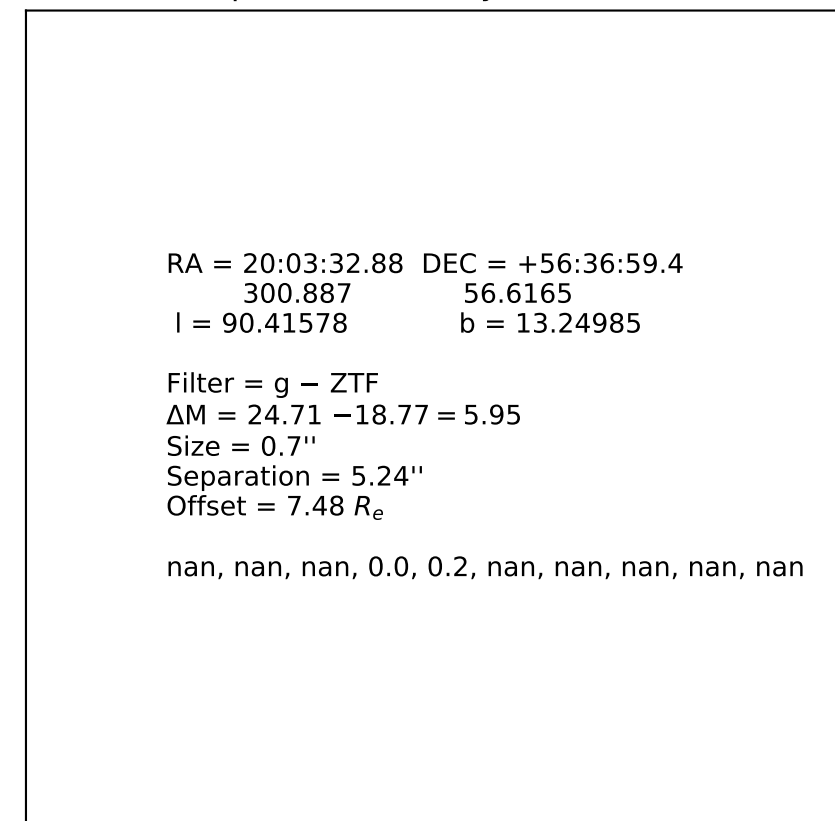 RA = 20:03:32.88 DEC = +56:36:59.4
300.887 56.6165
l = 90.41578 b = 13.24985
Filter = g − ZTF
ΔM = 24.71 −18.77 = 5.95
Size = 0.7''
Separation = 5.24''
Offset = 7.48 Re
nan, nan, nan, 0.0, 0.2, nan, nan, nan, nan, nan